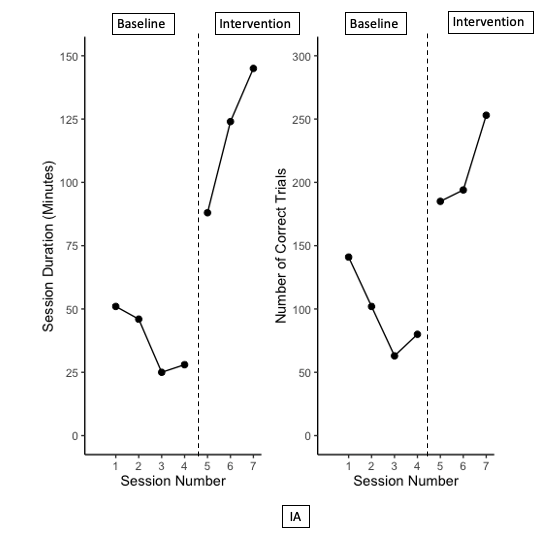 Baseline
Intervention
Session Duration (Minutes)
150
125
100
75
50
25
0
1 2 3 4 5 6 7
Session Number
Baseline
Intervention
Number of Correct Trials
300
250
200
150
100
50
0
1 2 3 4 5 6 7
Session Number
IA